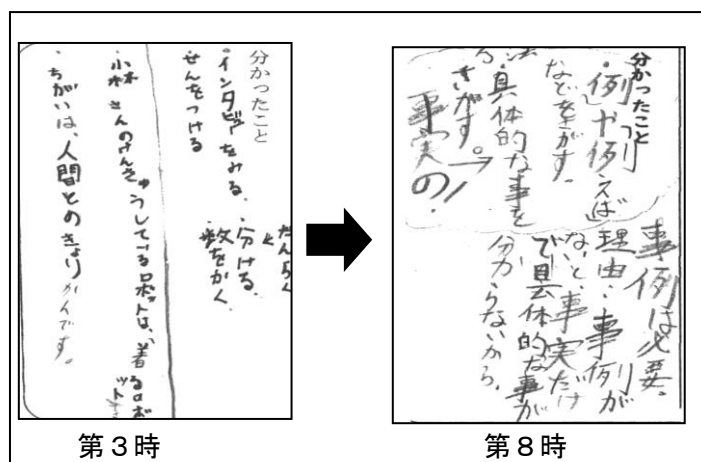 分かったこと
・インタビューをみる。
せんをつける
だんらく
と
・分ける。
・数をかく。
・小林さんのけんきゅうしているロボットは、「着るロボット
・ちがいは、人間とのきょりかんです。
第3時
分かったこと
・「例」や「例えば」
などをさがす。
・具体的な事を
さがす。
事実の
事例は必要。
理由：事例が
ないと、事実だけ
で具体的な事が
分からないから。
第8時